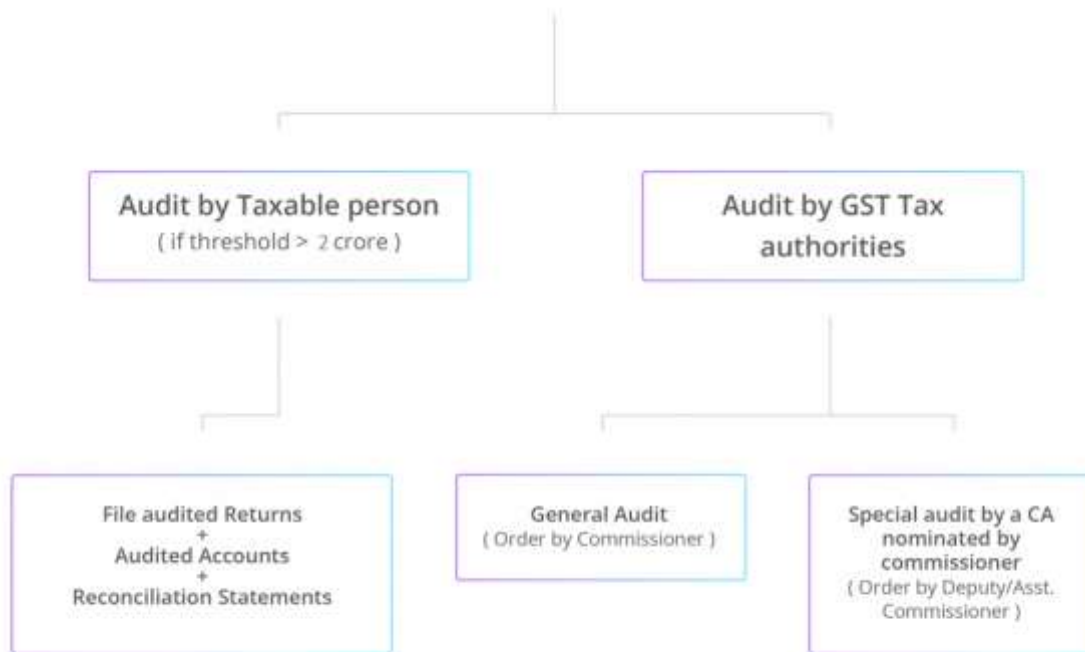 Audit by Taxable person
( if threshold > 2 crore )
Audit by GST Tax
authorities
File audited Returns
+
Audited Accounts
+
Reconciliation Statements
General Audit
( Order by Commissioner )
Special audit by a CA
nominated by
commissioner
( Order by Deputy/Asst.
Commissioner )